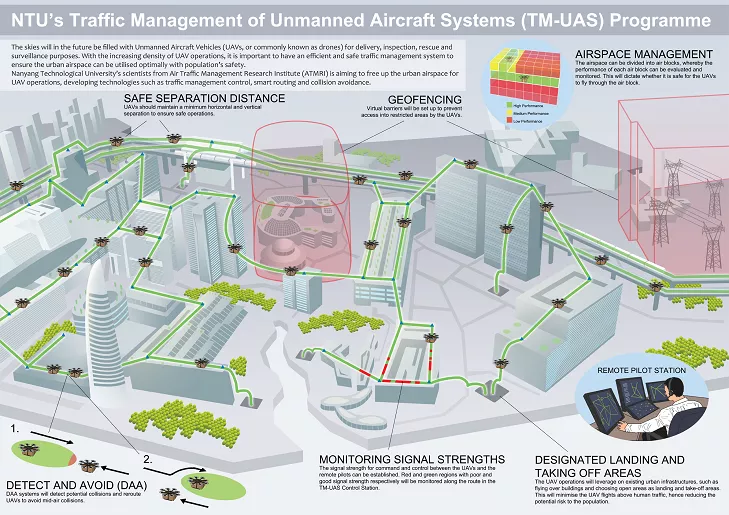 NTU's Traffic Management of Unmanned Aircraft Systems (TM-UAS) Programme
The skies will in the future be filled with Unmanned Aircraft Vehicles (UAVs, or commonly known as drones) for delivery, inspection, rescue and
surveillance purposes. With the increasing density of UAV operations, it is important to have an efficient and safe traffic management system to
ensure the urban airspace can be utilised optimally with population's safety.
Nanyang Technological University's scientists from Air Traffic Management Research Institute (ATMRI) is aiming to free up the urban airspace for
UAV operations, developing technologies such as traffic management control, smart routing and collision avoidance.
AIRSPACE MANAGEMENT
The airspace can be divided into air blocks, whereby the
performance of each air block can be evaluated and
monitored. This will dictate whether it is safe for the UAVs
to fly through the air block.
High Performance
Medium Performance
Low Performance
SAFE SEPARATION DISTANCE
UAVs should maintain a minimum horizontal and vertical
separation to ensure safe operations.
GEOFENCING
Virtual barriers will be set up to prevent
access into restricted areas by the UAVs.
REMOTE PILOT STATION
1.
2.
DETECT AND AVOID (DAA)
DAA systems will detect potential collisions and reroute
UAVs to avoid mid-air collisions.
MONITORING SIGNAL STRENGTHS
The signal strength for command and control between the UAVs and the
remote pilots can be established. Red and green regions with poor and
good signal strength respectively will be monitored along the route in the
TM-UAS Control Station.
DESIGNATED LANDING AND
TAKING OFF AREAS
The UAV operations will leverage on existing urban infrastructures, such as
flying over buildings and choosing open areas as landing and take-off areas.
This will minimise the UAV flights above human traffic, hence reducing the
potential risk to the population.